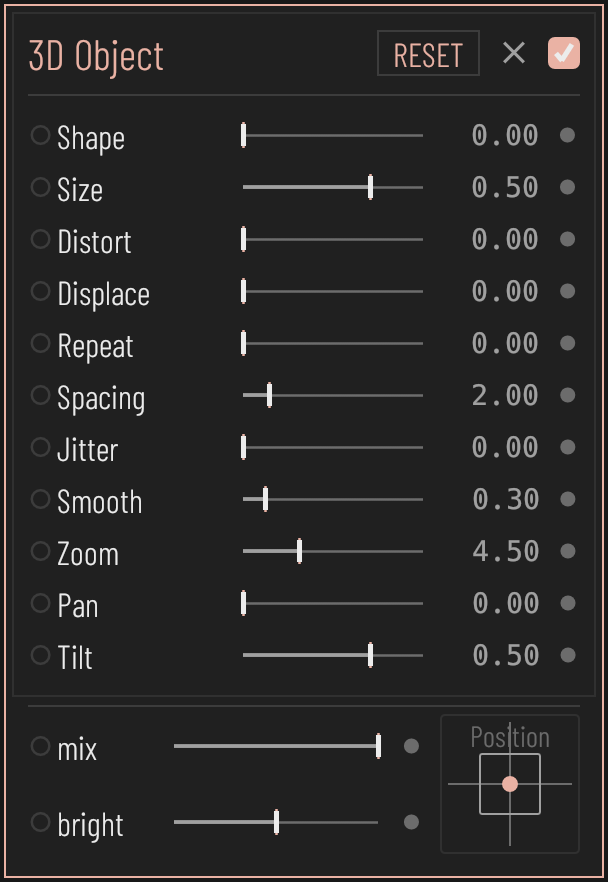 3D Object RESET
Shape 0.00
Size 0.50
Distort 0.00
Displace 0.00
Repeat 0.00
Spacing 2.00
Jitter 0.00
Smooth 0.30
Zoom 4.50
Pan 0.00
Tilt 0.50
mix
Position
bright